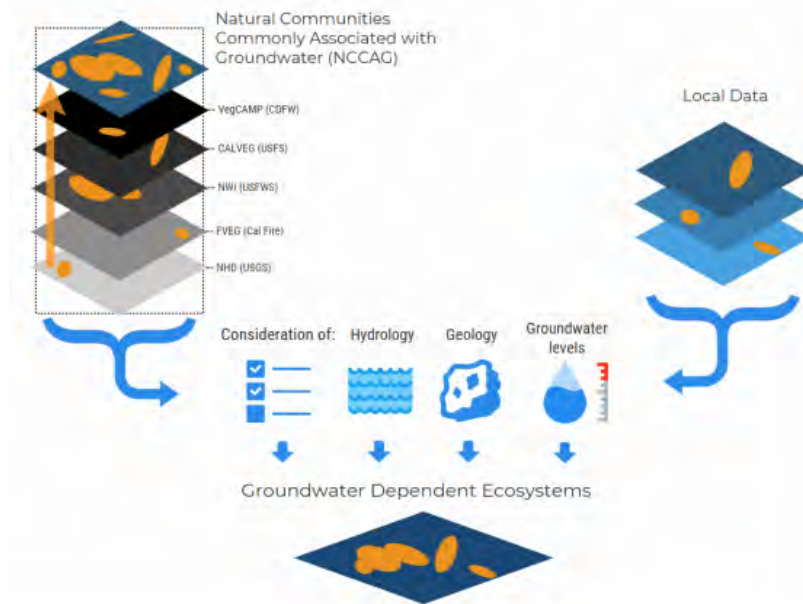 Natural Communities
Commonly Associated with
Groundwater (NCCAG)
VegCAMP (CDFW)
CALVEG (USFS)
NWI (USFWS)
FVEG (Cal Fire)
NHD (USGS)
Local Data
Consideration of:
Hydrology
Geology
Groundwater
levels
Groundwater Dependent Ecosystems